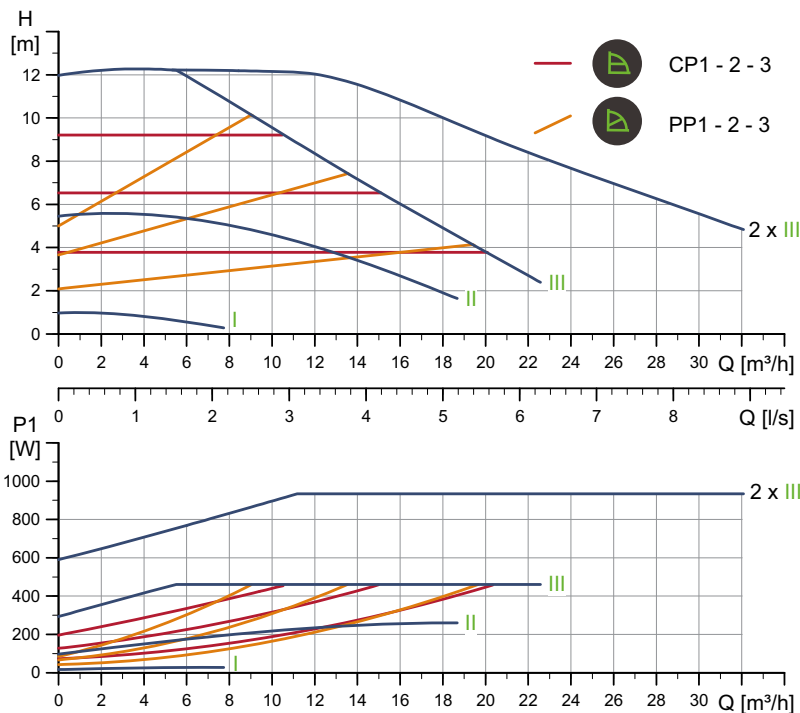 H
[m]
12
10
8
6
4
2
0
CP1 - 2 - 3
PP1 - 2 - 3
2 x III
III
II
I
0 2 4 6 8 10 12 14 16 18 20 22 24 26 28 30 Q [m³/h]
0 1 2 3 4 5 6 7 8 Q [l/s]
P1
[W]
1000
800
600
400
200
0
2 x III
III
II
I
0 2 4 6 8 10 12 14 16 18 20 22 24 26 28 30 Q [m³/h]